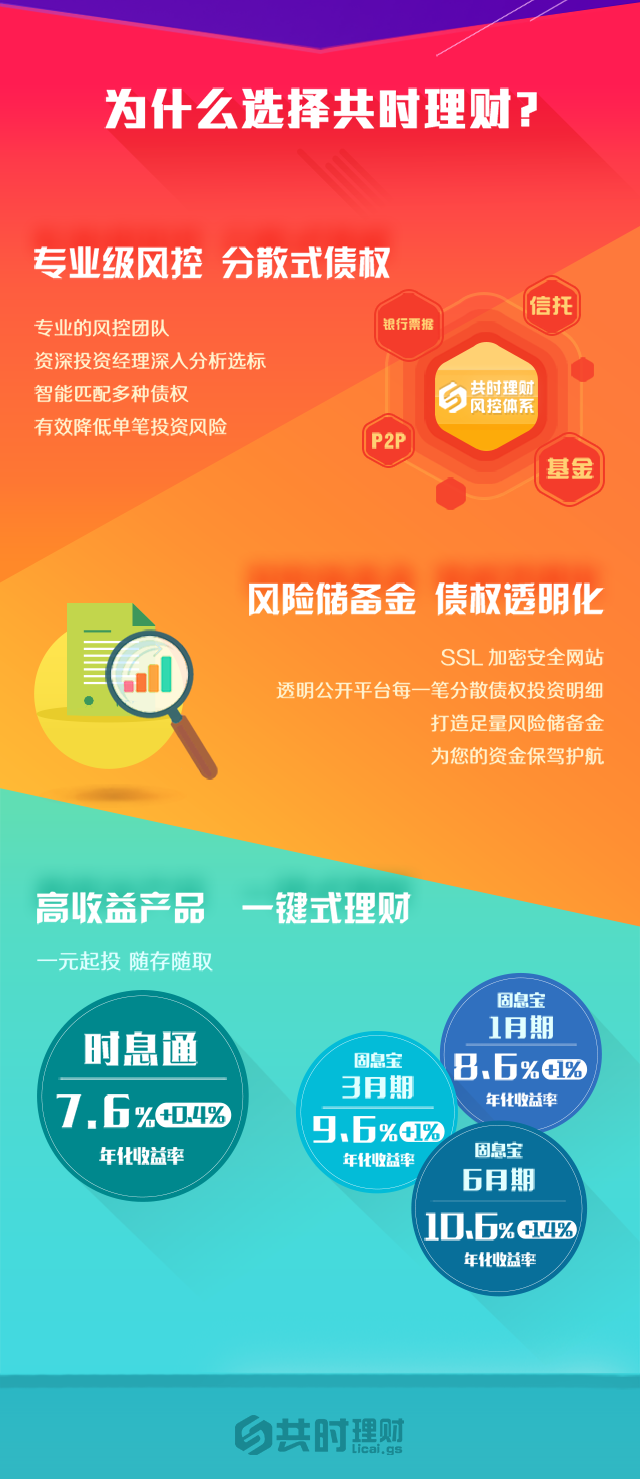 为什么选择共时理财?
专业级风控 分散式债权
专业的风控团队
资深投资经理深入分析选标
智能匹配多种债权
有效降低单笔投资风险
银行票据
信托
共时理财
风控体系
P2P
基金
风险储备金 债权透明化
SSL 加密安全网站
透明公开平台每一笔分散债权投资明细
打造足量风险储备金
为您的资金保驾护航
高收益产品 一键式理财
一元起投 随存随取
时息通
7.6%+0.4%
年化收益率
固息宝
1月期
8.6%+1%
年化收益率
固息宝
3月期
9.6%+1%
年化收益率
固息宝
6月期
10.6%+1.4%
年化收益率
共时理财
licai.gs